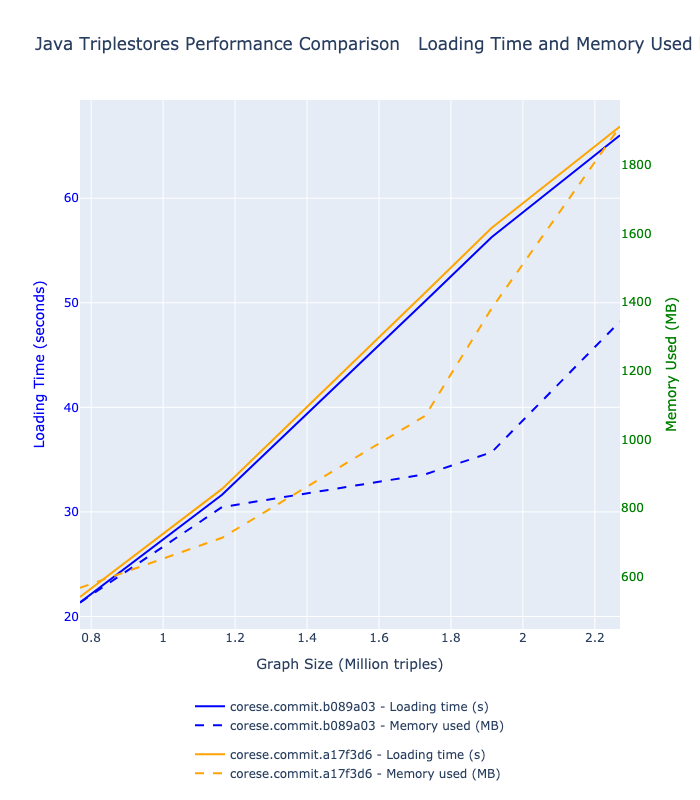 Java Triplestores Performance Comparison   Loading Time and Memory Used
60
50
40
30
20
Loading Time (seconds)
1800
1600
1400
1200
1000
800
600
Memory Used (MB)
0.8 1 1.2 1.4 1.6 1.8 2 2.2
Graph Size (Million triples)
corese.commit.b089a03 - Loading time (s)
corese.commit.b089a03 - Memory used (MB)
corese.commit.a17f3d6 - Loading time (s)
corese.commit.a17f3d6 - Memory used (MB)